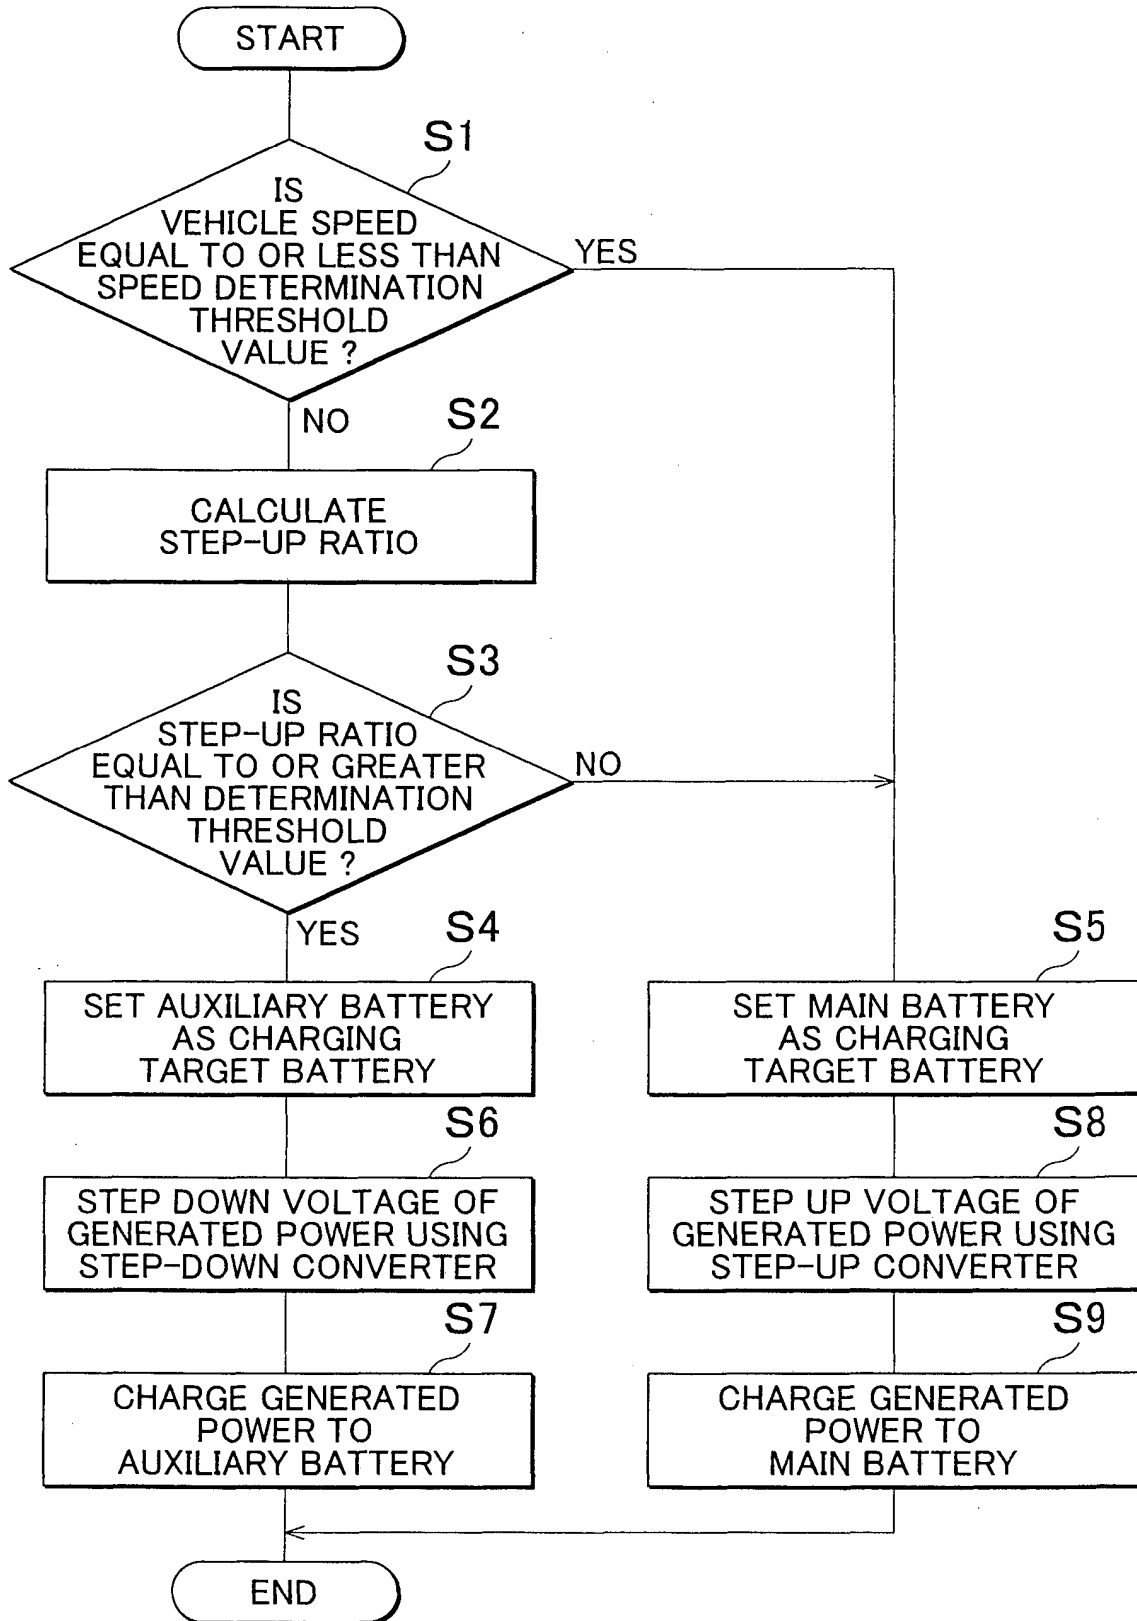 START
S1
IS
VEHICLE SPEED
EQUAL TO OR LESS THAN
SPEED DETERMINATION
THRESHOLD
VALUE ?
YES
NO
S2
CALCULATE
STEP-UP RATIO
S3
IS
STEP-UP RATIO
EQUAL TO OR GREATER
THAN DETERMINATION
THRESHOLD
VALUE ?
NO
YES
S4
SET AUXILIARY BATTERY
AS CHARGING
TARGET BATTERY
S5
SET MAIN BATTERY
AS CHARGING
TARGET BATTERY
S6
STEP DOWN VOLTAGE OF
GENERATED POWER USING
STEP-DOWN CONVERTER
S8
STEP UP VOLTAGE OF
GENERATED POWER USING
STEP-UP CONVERTER
S7
CHARGE GENERATED
POWER TO
AUXILIARY BATTERY
S9
CHARGE GENERATED
POWER TO
MAIN BATTERY
END